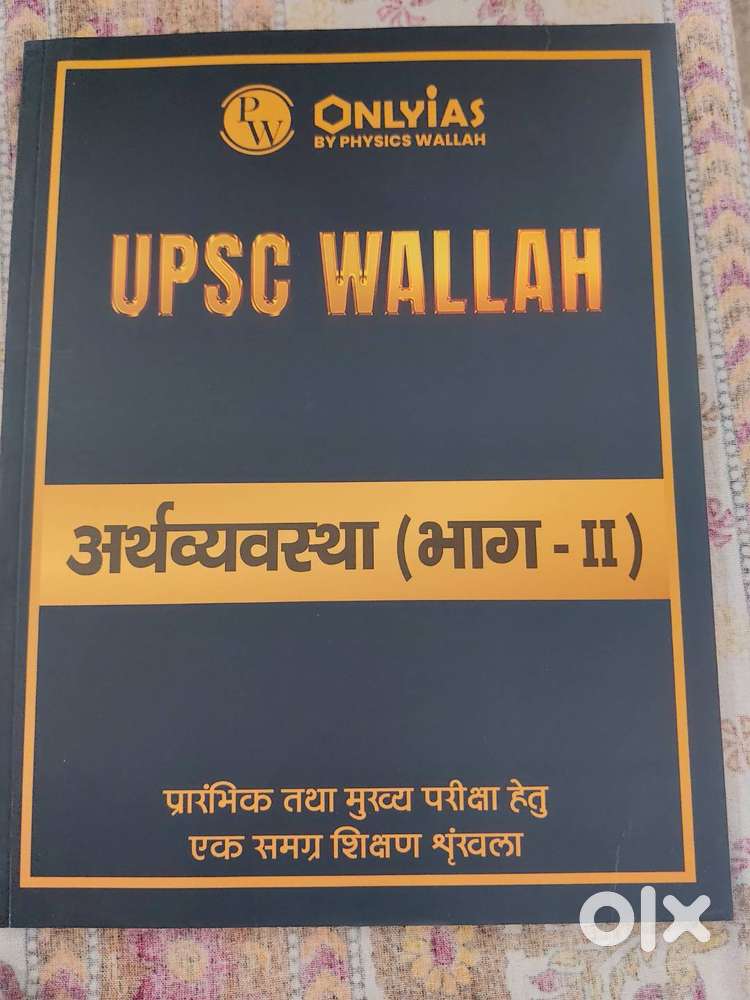 PW
ONLYIAS
BY PHYSICS WALLAH
UPSC WALLAH
अर्थव्यवस्था (भाग - II)
प्रारंभिक तथा मुख्य परीक्षा हेतु
एक समग्र शिक्षण शृंखला
olx